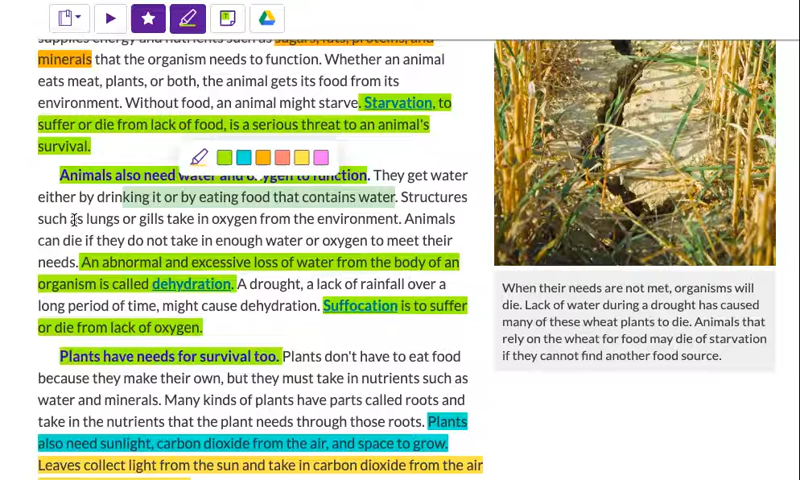 supplies energy and nutrients such as sugars, fats, proteins, and
minerals that the organism needs to function. Whether an animal
eats meat, plants, or both, the animal gets its food from its
environment. Without food, an animal might starve. Starvation, to
suffer or die from lack of food, is a serious threat to an animal's
survival.
Animals also need water and oxygen to function. They get water
either by drinking it or by eating food that contains water. Structures
such as lungs or gills take in oxygen from the environment. Animals
can die if they do not take in enough water or oxygen to meet their
needs. An abnormal and excessive loss of water from the body of an
organism is called dehydration. A drought, a lack of rainfall over a
long period of time, might cause dehydration. Suffocation is to suffer
or die from lack of oxygen.
Plants have needs for survival too. Plants don't have to eat food
because they make their own, but they must take in nutrients such as
water and minerals. Many kinds of plants have parts called roots and
take in the nutrients that the plant needs through those roots. Plants
also need sunlight, carbon dioxide from the air, and space to grow.
Leaves collect light from the sun and take in carbon dioxide from the air
When their needs are not met, organisms will
die. Lack of water during a drought has caused
many of these wheat plants to die. Animals that
rely on the wheat for food may die of starvation
if they cannot find another food source.